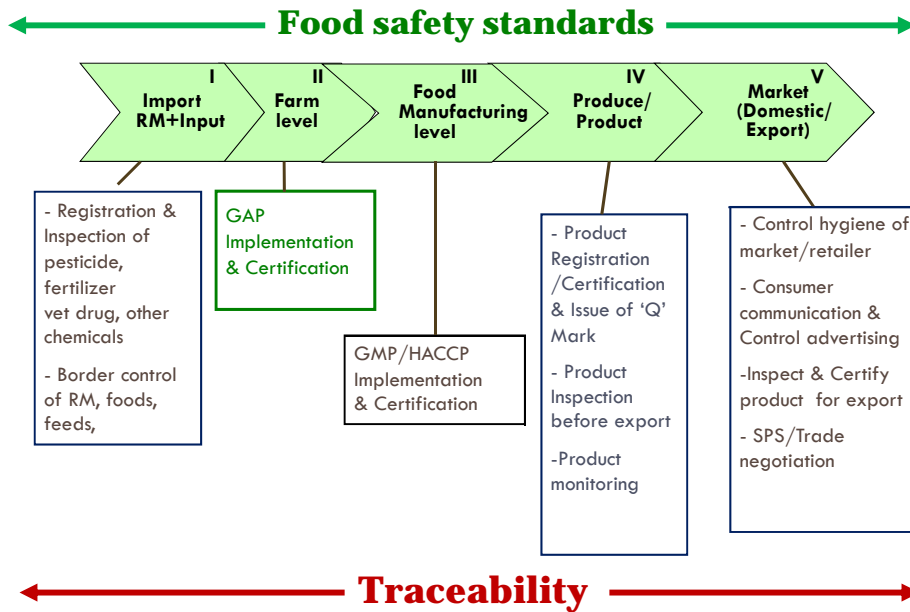 Food safety standards
I
Import
RM+Input
II
Farm
level
III
Food
Manufacturing
level
IV
Produce/
Product
V
Market
(Domestic/
Export)
- Registration &
Inspection of
pesticide,
fertilizer
vet drug, other
chemicals
- Border control
of RM, foods,
feeds,
GAP
Implementation
& Certification
GMP/HACCP
Implementation
& Certification
- Product
Registration
/Certification
& Issue of ‘Q’
Mark
- Product
Inspection
before export
-Product
monitoring
- Control hygiene of
market/retailer
- Consumer
communication &
Control advertising
-Inspect & Certify
product for export
- SPS/Trade
negotiation
Traceability